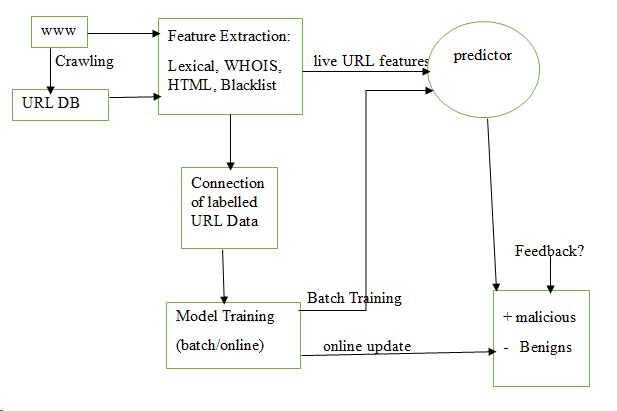 www
Crawling
URL DB
Feature Extraction:
Lexical, WHOIS,
HTML, Blacklist
live URL features
predictor
Connection
of labelled
URL Data
Model Training
(batch/online)
Batch Training
online update
Feedback?
+ malicious
- Benigns